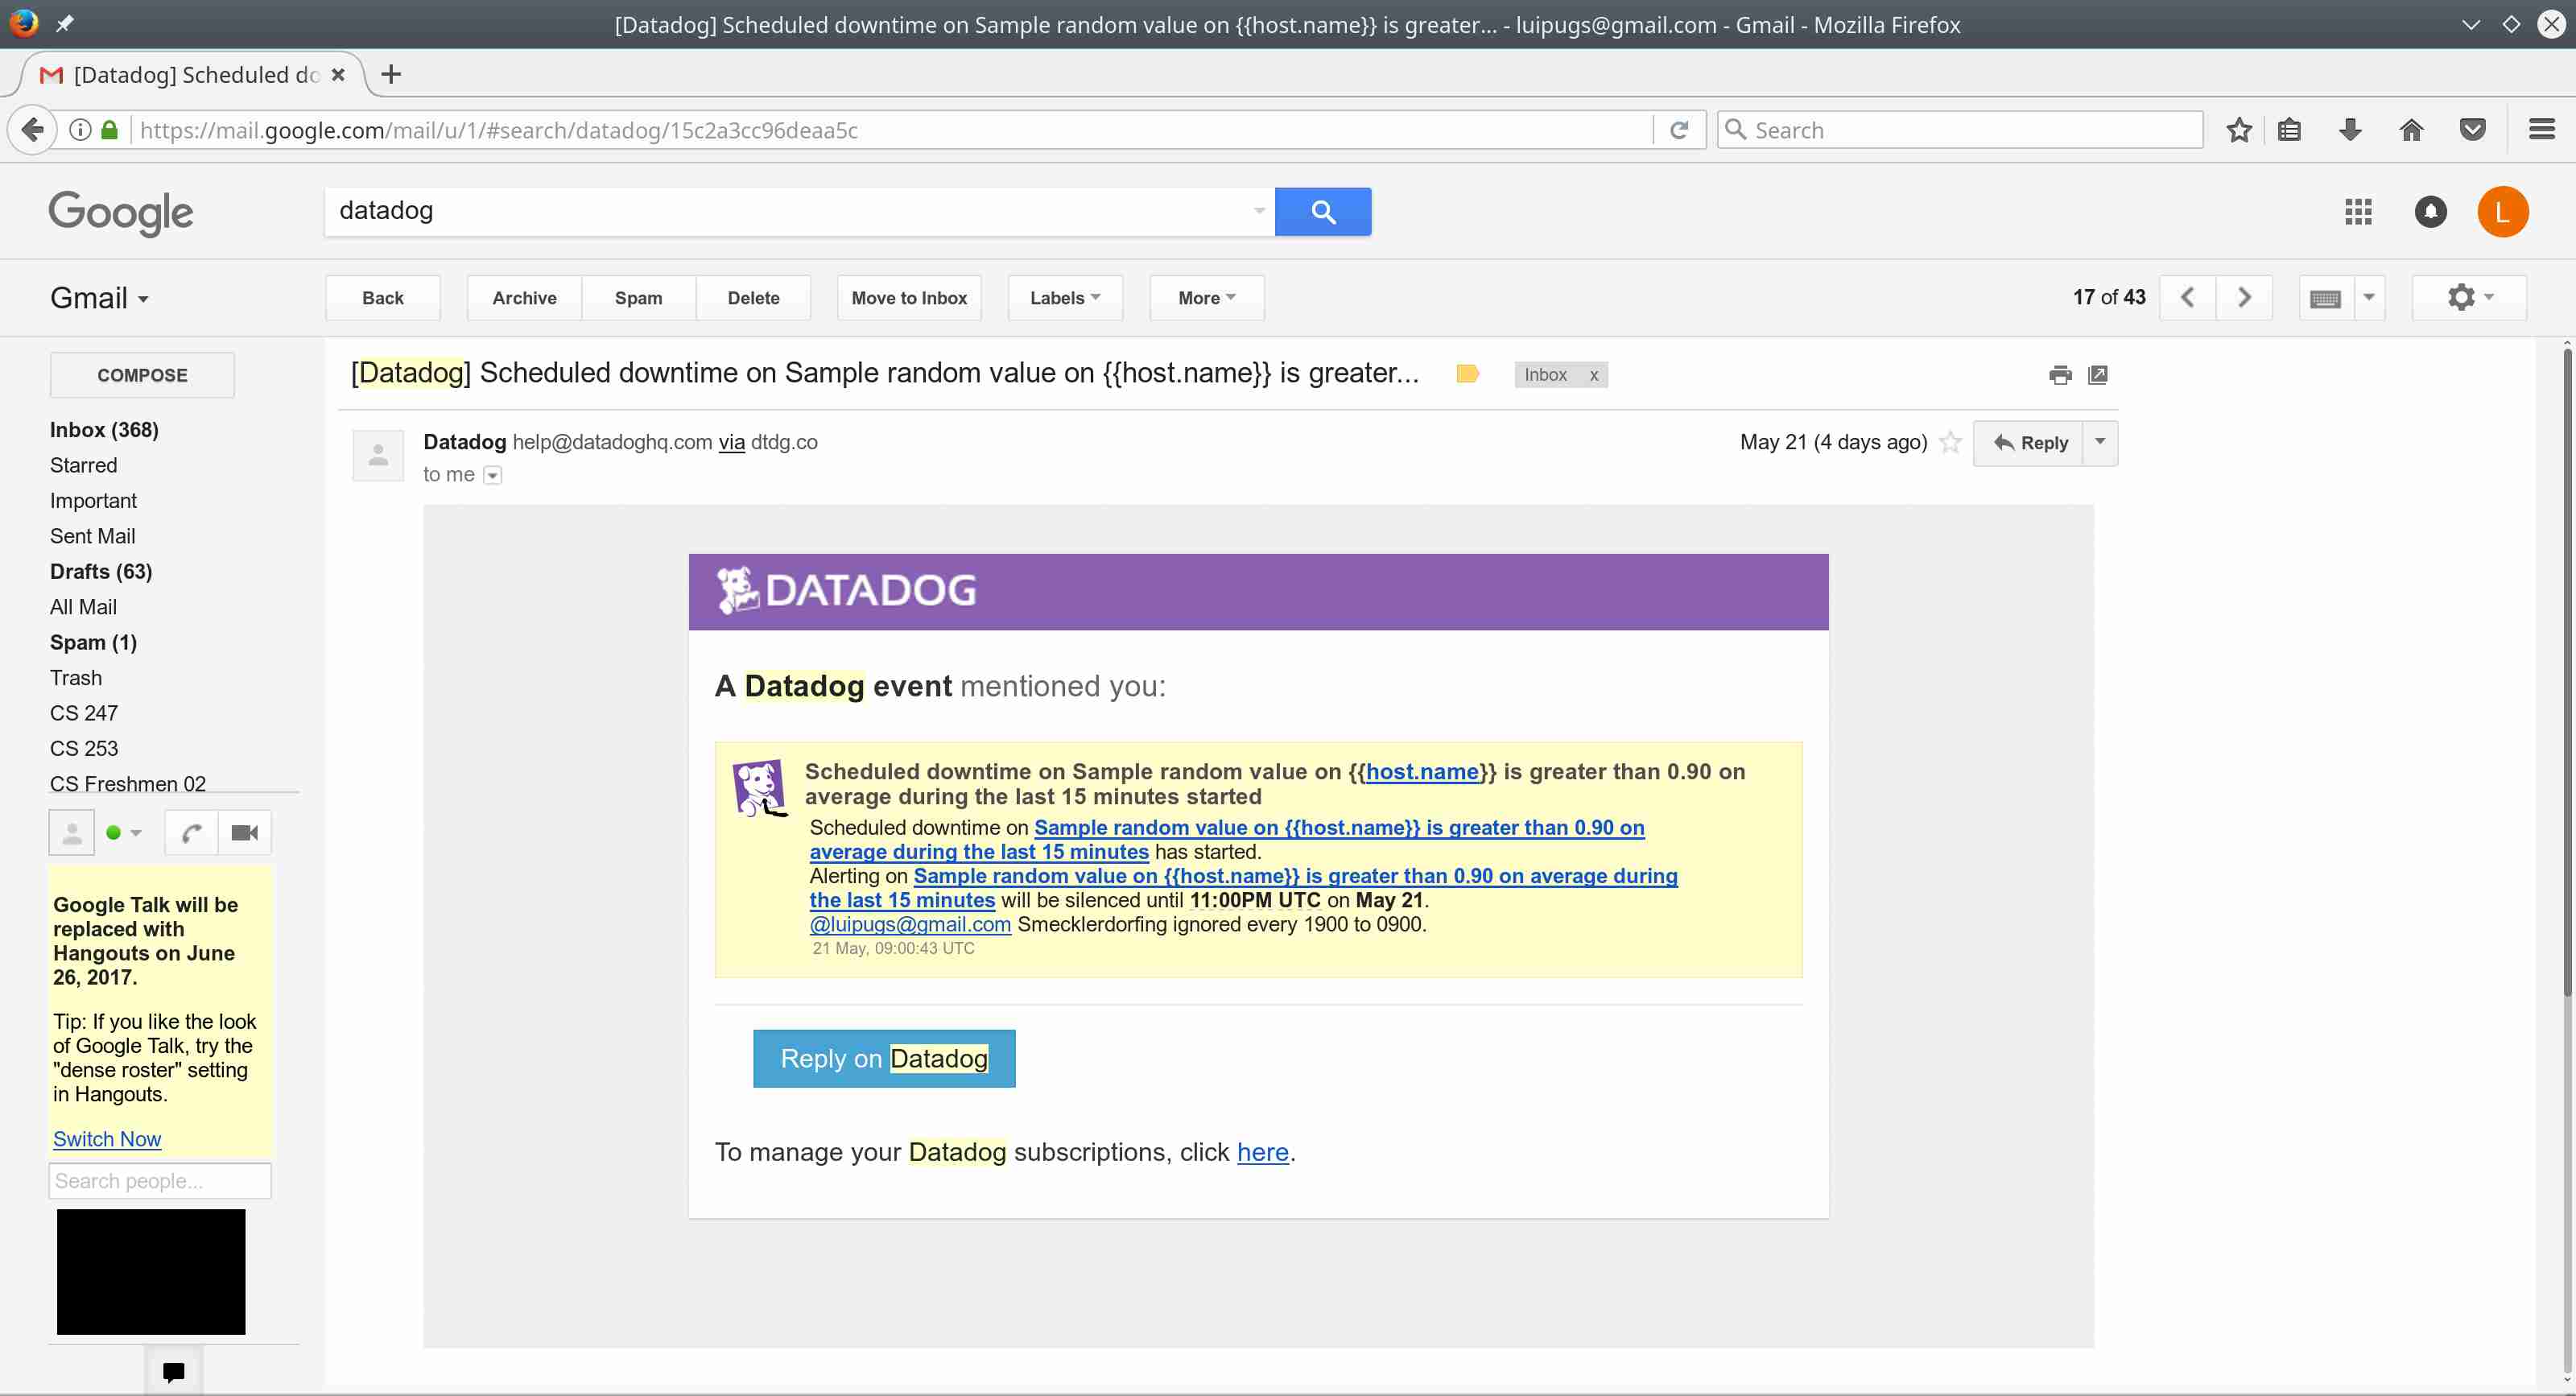 [Datadog] Scheduled downtime on Sample random value on {{host.name}} is greater... - luipugs@gmail.com - Gmail - Mozilla Firefox
[Datadog] Scheduled do
https://mail.google.com/mail/u/1/#search/datadog/15c2a3cc96deaa5c
Search
Google
datadog
L
Gmail
Back
Archive
Spam
Delete
Move to Inbox
Labels
More
17 of 43
COMPOSE
Inbox (368)
Starred
Important
Sent Mail
Drafts (63)
All Mail
Spam (1)
Trash
CS 247
CS 253
CS Freshmen 02
Google Talk will be
replaced with
Hangouts on June
26, 2017.
Tip: If you like the look
of Google Talk, try the
"dense roster" setting
in Hangouts.
Switch Now
Search people...
[Datadog] Scheduled downtime on Sample random value on {{host.name}} is greater...
Inbox x
Datadog help@datadoghq.com via dtdg.co
to me
May 21 (4 days ago)
Reply
DATADOG
A Datadog event mentioned you:
Scheduled downtime on Sample random value on {{host.name}} is greater than 0.90 on
average during the last 15 minutes started
Scheduled downtime on Sample random value on {{host.name}} is greater than 0.90 on
average during the last 15 minutes has started.
Alerting on Sample random value on {{host.name}} is greater than 0.90 on average during
the last 15 minutes will be silenced until 11:00PM UTC on May 21.
@luipugs@gmail.com Smecklerdorfing ignored every 1900 to 0900.
21 May, 09:00:43 UTC
Reply on Datadog
To manage your Datadog subscriptions, click here.